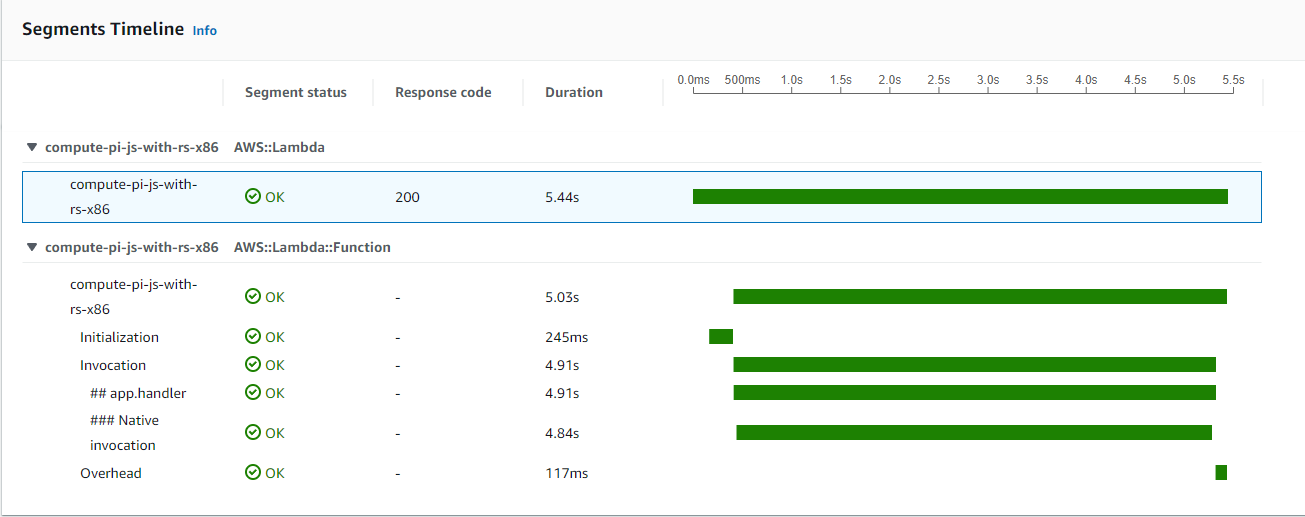 Segments Timeline Info
Segment status Response code Duration 0.0ms 500ms 1.0s 1.5s 2.0s 2.5s 3.0s 3.5s 4.0s 4.5s 5.0s 5.5s
compute-pi-js-with-rs-x86 AWS::Lambda
compute-pi-js-with-
rs-x86 OK 200 5.44s
compute-pi-js-with-rs-x86 AWS::Lambda::Function
compute-pi-js-with-
rs-x86 OK - 5.03s
Initialization OK - 245ms
Invocation OK - 4.91s
## app.handler OK - 4.91s
### Native
invocation OK - 4.84s
Overhead OK - 117ms